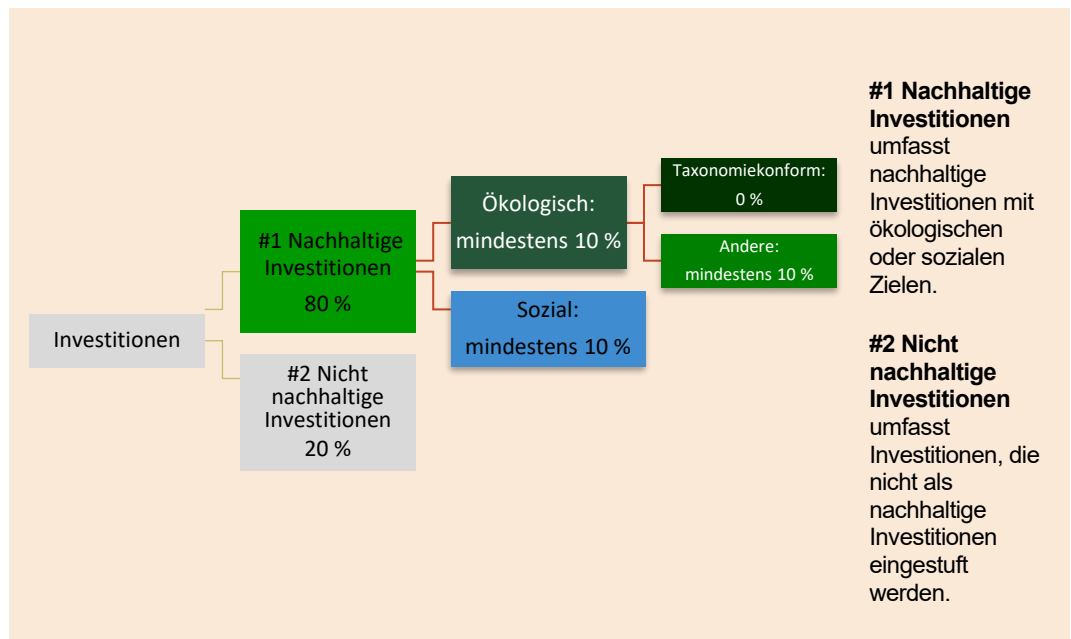 Investitionen
#1 Nachhaltige
Investitionen
80 %
#2 Nicht
nachhaltige
Investitionen
20 %
Ökologisch:
mindestens 10 %
Sozial:
mindestens 10 %
Taxonomiekonform:
0 %
Andere:
mindestens 10 %
#1 Nachhaltige
Investitionen
umfasst
nachhaltige
Investitionen mit
ökologischen
oder sozialen
Zielen.
#2 Nicht
nachhaltige
Investitionen
umfasst
Investitionen, die
nicht als
nachhaltige
Investitionen
eingestuft
werden.